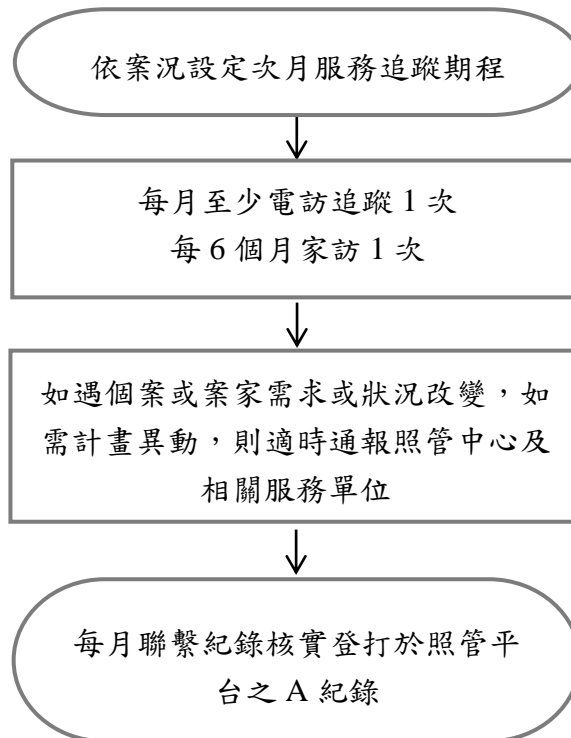 依案況設定次月服務追蹤期程
每月至少電訪追蹤 1 次
每 6 個月家訪 1 次
如遇個案或案家需求或狀況改變，如
需計畫異動，則適時通報照管中心及
相關服務單位
每月聯繫紀錄核實登打於照管平
台之 A 紀錄